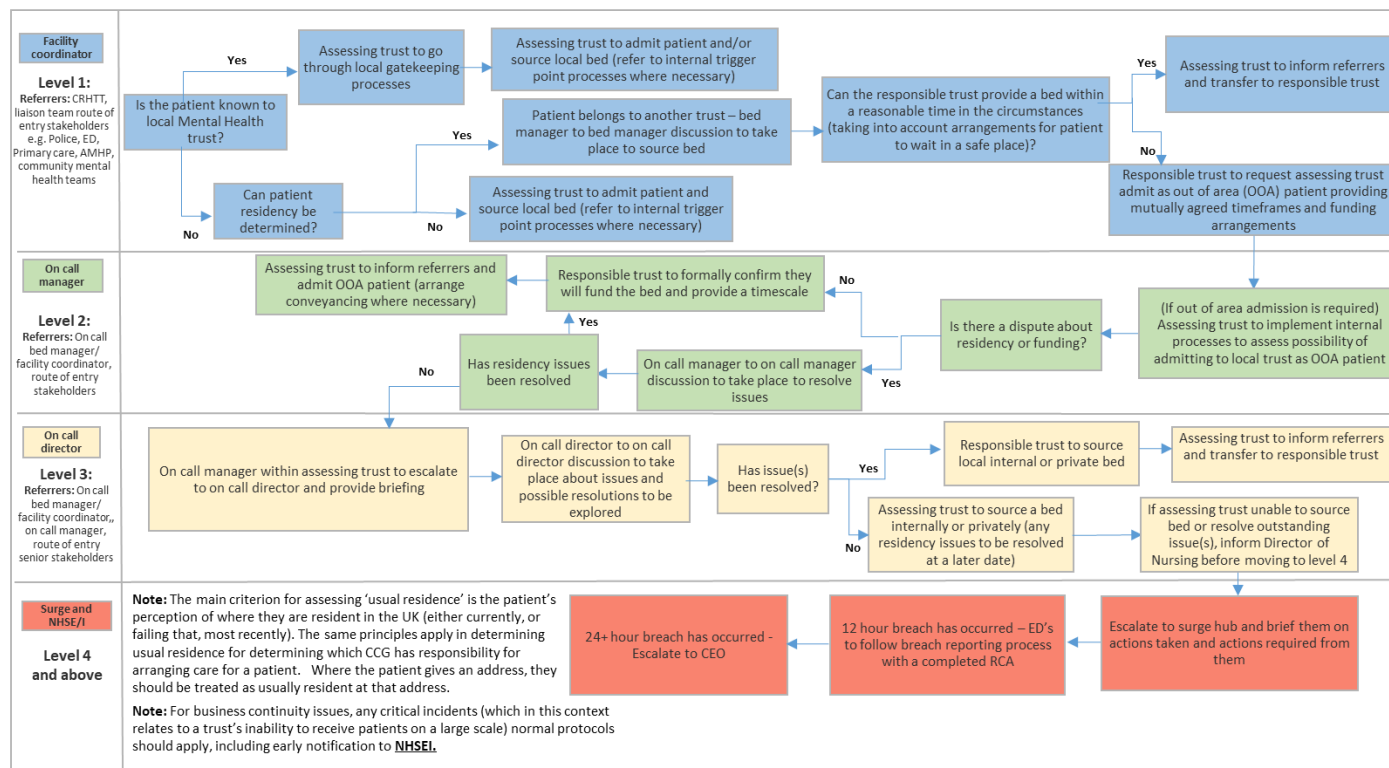 Facility
coordinator
Level 1:
Referrers: CRHTT,
liaison team route of
entry stakeholders
e.g. Police, ED,
Primary care, AMHP,
community mental
health teams
Is the patient known to
local Mental Health
trust?
Yes
No
Assessing trust to go
through local gatekeeping
processes
Assessing trust to admit patient and/or
source local bed (refer to internal trigger
point processes where necessary)
Can patient
residency be
determined?
Yes
No
Patient belongs to another trust – bed
manager to bed manager discussion to take
place to source bed
Assessing trust to admit patient and
source local bed (refer to internal trigger
point processes where necessary)
Can the responsible trust provide a bed within
a reasonable time in the circumstances
(taking into account arrangements for patient
to wait in a safe place)?
Yes
No
Assessing trust to inform referrers
and transfer to responsible trust
Responsible trust to request assessing trust
admit as out of area (OOA) patient providing
mutually agreed timeframes and funding
arrangements
On call
manager
Level 2:
Referrers: On call
bed manager/
facility coordinator,
route of entry
stakeholders
(If out of area admission is required)
Assessing trust to implement internal
processes to assess possibility of
admitting to local trust as OOA patient
Is there a dispute about
residency or funding?
No
Yes
Responsible trust to formally confirm they
will fund the bed and provide a timescale
Assessing trust to inform referrers and
admit OOA patient (arrange
conveyancing where necessary)
On call manager to on call manager
discussion to take place to resolve
issues
Has residency issues
been resolved
Yes
No
On call
director
Level 3:
Referrers: On call
bed manager/
facility coordinator,,
on call manager,
route of entry
senior stakeholders
On call manager within assessing trust to escalate
to on call director and provide briefing
On call director to on call
director discussion to take
place about issues and
possible resolutions to be
explored
Has issue(s)
been resolved?
Yes
No
Responsible trust to source
local internal or private bed
Assessing trust to inform referrers
and transfer to responsible trust
Assessing trust to source a bed
internally or privately (any
residency issues to be resolved
at a later date)
If assessing trust unable to source
bed or resolve outstanding
issue(s), inform Director of
Nursing before moving to level 4
Surge and
NHSE/I
Level 4
and above
Note: The main criterion for assessing ‘usual residence’ is the patient’s
perception of where they are resident in the UK (either currently, or
failing that, most recently). The same principles apply in determining
usual residence for determining which CCG has responsibility for
arranging care for a patient. Where the patient gives an address, they
should be treated as usually resident at that address.
Note: For business continuity issues, any critical incidents (which in this context
relates to a trust’s inability to receive patients on a large scale) normal protocols
should apply, including early notification to NHSEI.
24+ hour breach has occurred -
Escalate to CEO
12 hour breach has occurred – ED’s
to follow breach reporting process
with a completed RCA
Escalate to surge hub and brief them on
actions taken and actions required from
them